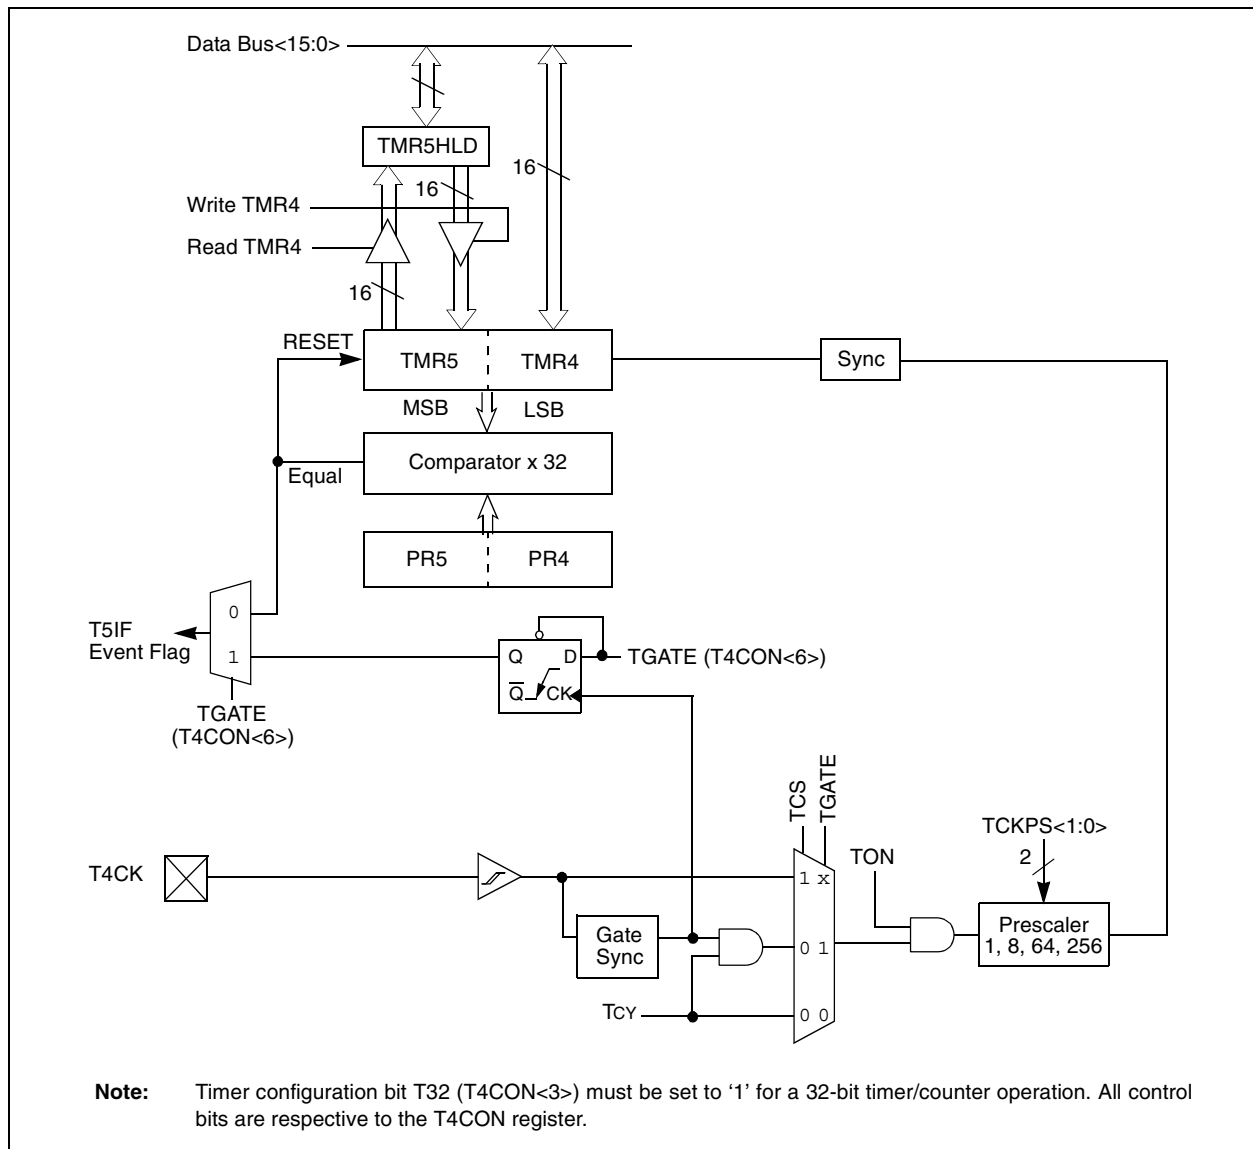 Data Bus<15:0>
TMR5HLD
16
16
Write TMR4
Read TMR4
16
RESET
TMR5
TMR4
Sync
MSB
LSB
Comparator x 32
Equal
PR5
PR4
0
T5IF
Event Flag
1
Q
D
TGATE (T4CON<6>)
Q
CK
TGATE
(T4CON<6>)
TCS
TGATE
TCKPS<1:0>
2
TON
T4CK
1 x
Gate
Sync
0 1
Prescaler
1, 8, 64, 256
TCY
0 0
Note: Timer configuration bit T32 (T4CON<3>) must be set to ‘1’ for a 32-bit timer/counter operation. All control
bits are respective to the T4CON register.